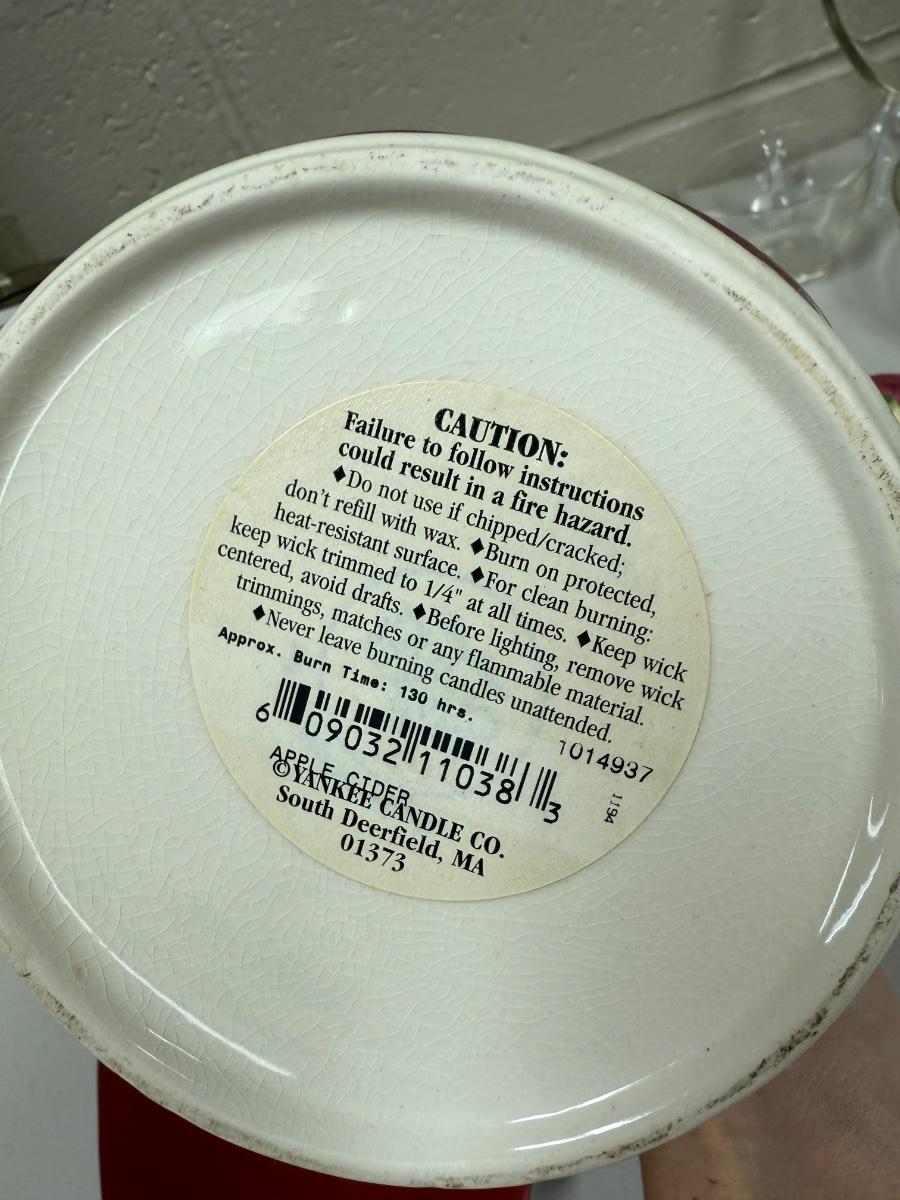 CAUTION:
Failure to follow instructions
could result in a fire hazard.
♦Do not use if chipped/cracked;
don't refill with wax. ♦Burn on protected,
heat-resistant surface. ♦For clean burning:
keep wick trimmed to 1/4" at all times. ♦Keep wick
centered, avoid drafts. ♦Before lighting, remove wick
trimmings, matches or any flammable material.
♦Never leave burning candles unattended.
Approx. Burn Time: 130 hrs.
1014937
6 09032 11038 3
1194
APPLE CIDER
©YANKEE CANDLE CO.
South Deerfield, MA
01373